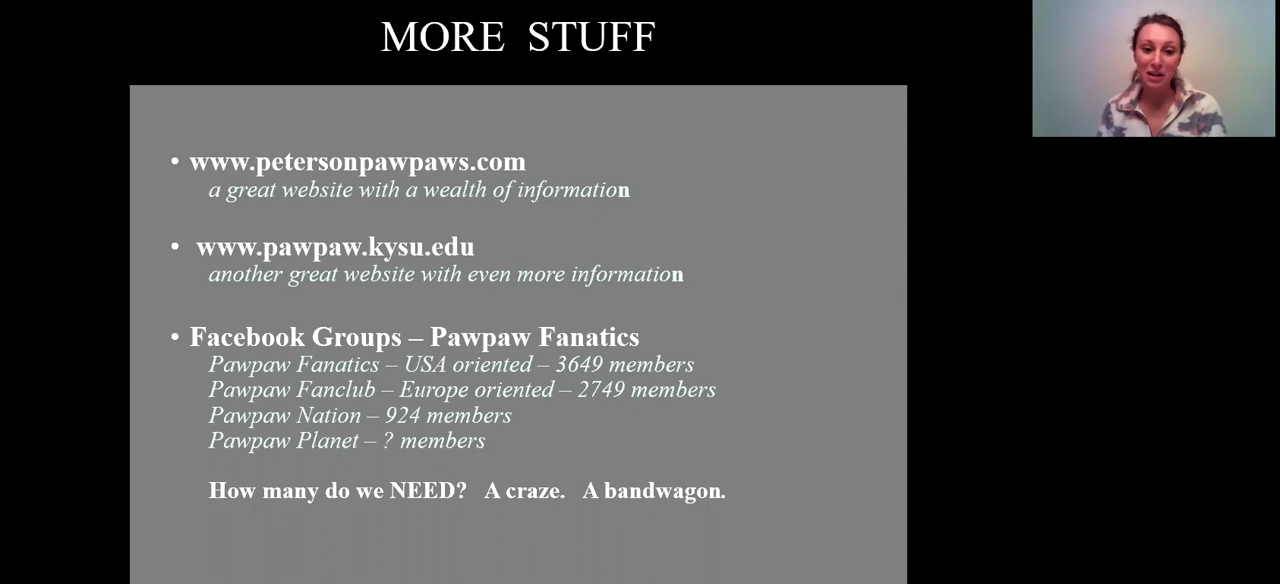 MORE STUFF
• www.petersonpawpaws.com
a great website with a wealth of information
• www.pawpaw.kysu.edu
another great website with even more information
• Facebook Groups – Pawpaw Fanatics
Pawpaw Fanatics – USA oriented – 3649 members
Pawpaw Fanclub – Europe oriented – 2749 members
Pawpaw Nation – 924 members
Pawpaw Planet – ? members
How many do we NEED? A craze. A bandwagon.